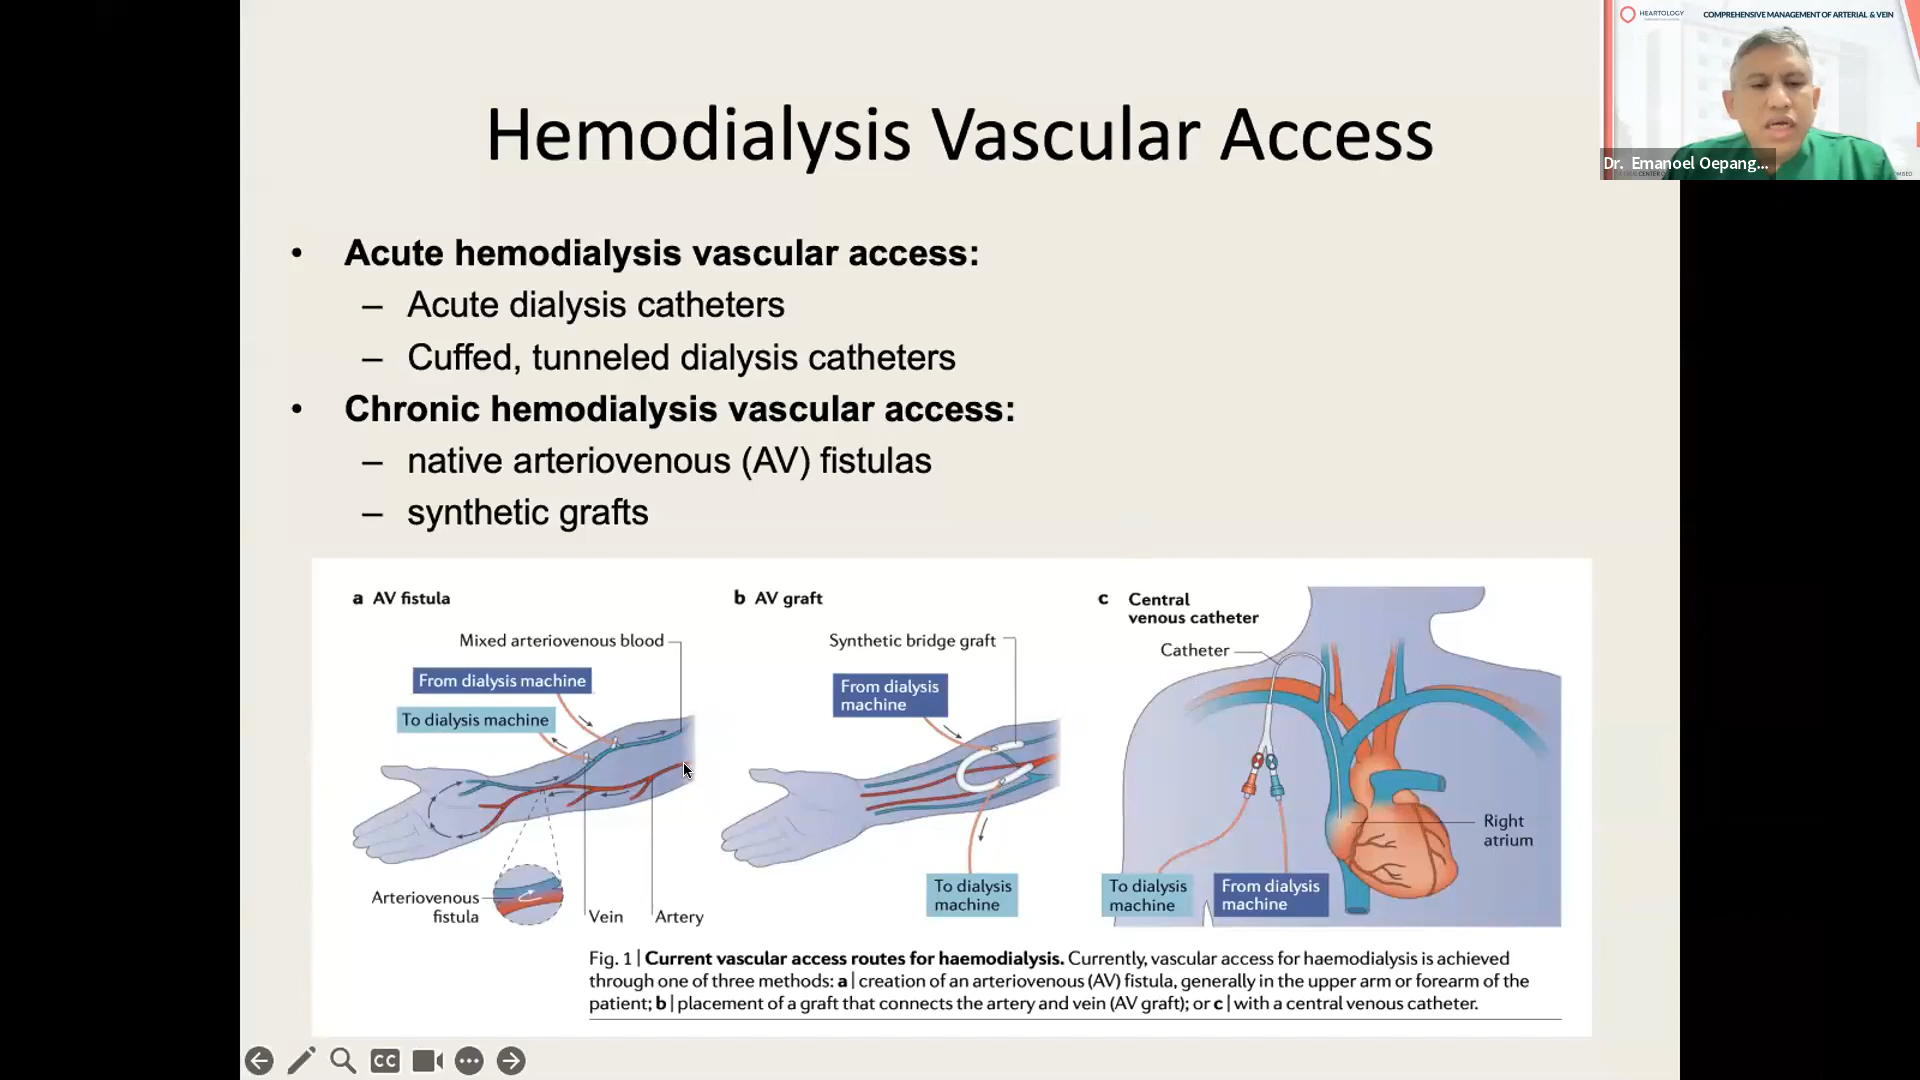 Hemodialysis Vascular Access
• Acute hemodialysis vascular access:
– Acute dialysis catheters
– Cuffed, tunneled dialysis catheters
• Chronic hemodialysis vascular access:
– native arteriovenous (AV) fistulas
– synthetic grafts
a AV fistula
Mixed arteriovenous blood
From dialysis machine
To dialysis machine
Arteriovenous
fistula
Vein
Artery
b AV graft
Synthetic bridge graft
From dialysis
machine
To dialysis
machine
c Central
venous catheter
Catheter
Right
atrium
To dialysis
machine
From dialysis
machine
Fig. 1 | Current vascular access routes for haemodialysis. Currently, vascular access for haemodialysis is achieved
through one of three methods: a | creation of an arteriovenous (AV) fistula, generally in the upper arm or forearm of the
patient; b | placement of a graft that connects the artery and vein (AV graft); or c | with a central venous catheter.
CC
HEARTOLOGY
COMPREHENSIVE MANAGEMENT OF ARTERIAL & VEIN
Dr. Emanoel Oepang...